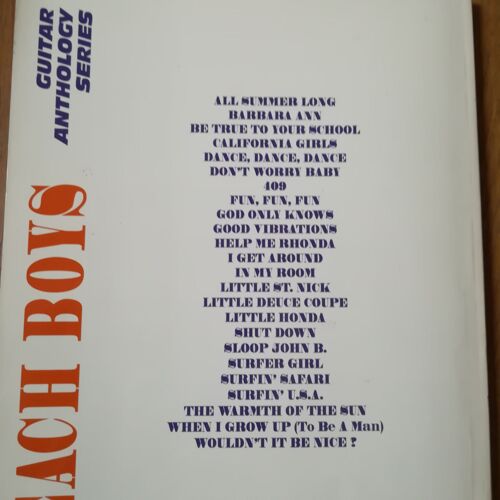 GUITAR
ANTHOLOGY
SERIES
EACH BOYS
ALL SUMMER LONG
BARBARA ANN
BE TRUE TO YOUR SCHOOL
CALIFORNIA GIRLS
DANCE, DANCE, DANCE
DON'T WORRY BABY
409
FUN, FUN, FUN
GOD ONLY KNOWS
GOOD VIBRATIONS
HELP ME RHONDA
I GET AROUND
IN MY ROOM
LITTLE ST. NICK
LITTLE DEUCE COUPE
LITTLE HONDA
SHUT DOWN
SLOOP JOHN B.
SURFER GIRL
SURFIN' SAFARI
SURFIN' U.S.A.
THE WARMTH OF THE SUN
WHEN I GROW UP (To Be A Man)
WOULDN'T IT BE NICE ?